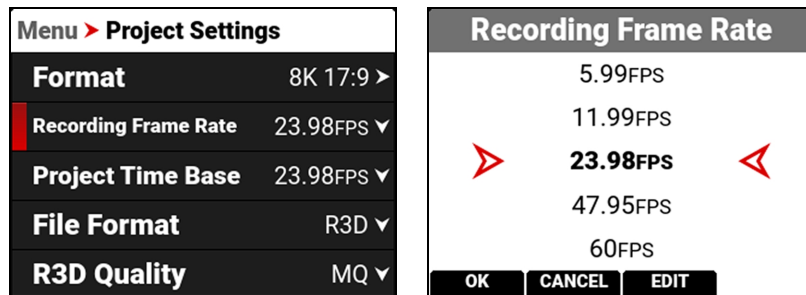 Menu > Project Settings
Format 8K 17:9 >
Recording Frame Rate 23.98FPS
Project Time Base 23.98FPS
File Format R3D
R3D Quality MQ
Recording Frame Rate
5.99FPS
11.99FPS
23.98FPS
47.95FPS
60FPS
OK CANCEL EDIT